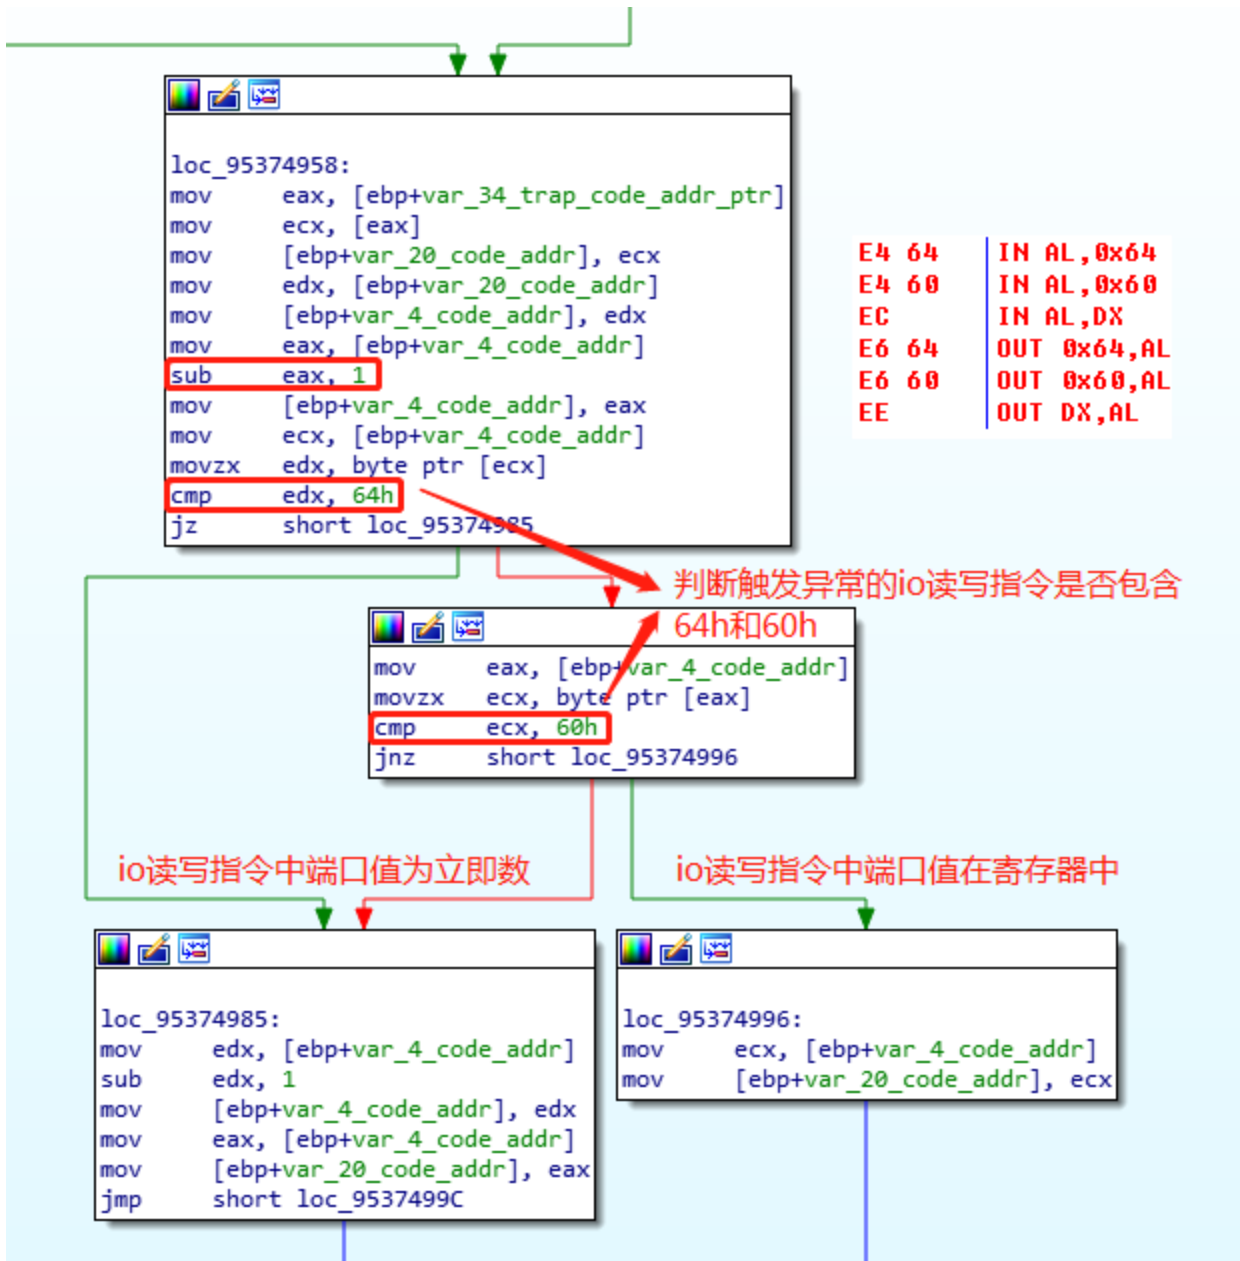 loc_95374958:
mov eax, [ebp+var_34_trap_code_addr_ptr]
mov ecx, [eax]
mov [ebp+var_20_code_addr], ecx
mov edx, [ebp+var_20_code_addr]
mov [ebp+var_4_code_addr], edx
mov eax, [ebp+var_4_code_addr]
sub eax, 1
mov [ebp+var_4_code_addr], eax
mov ecx, [ebp+var_4_code_addr]
movzx edx, byte ptr [ecx]
cmp edx, 64h
jz short loc_95374985
E4 64 IN AL,0x64
E4 60 IN AL,0x60
EC IN AL,DX
E6 64 OUT 0x64,AL
E6 60 OUT 0x60,AL
EE OUT DX,AL
判断触发异常的io读写指令是否包含
64h和60h
mov eax, [ebp+var_4_code_addr]
movzx ecx, byte ptr [eax]
cmp ecx, 60h
jnz short loc_95374996
io读写指令中端口值为立即数
io读写指令中端口值在寄存器中
loc_95374985:
mov edx, [ebp+var_4_code_addr]
sub edx, 1
mov [ebp+var_4_code_addr], edx
mov eax, [ebp+var_4_code_addr]
mov [ebp+var_20_code_addr], eax
jmp short loc_9537499C
loc_95374996:
mov ecx, [ebp+var_4_code_addr]
mov [ebp+var_20_code_addr], ecx